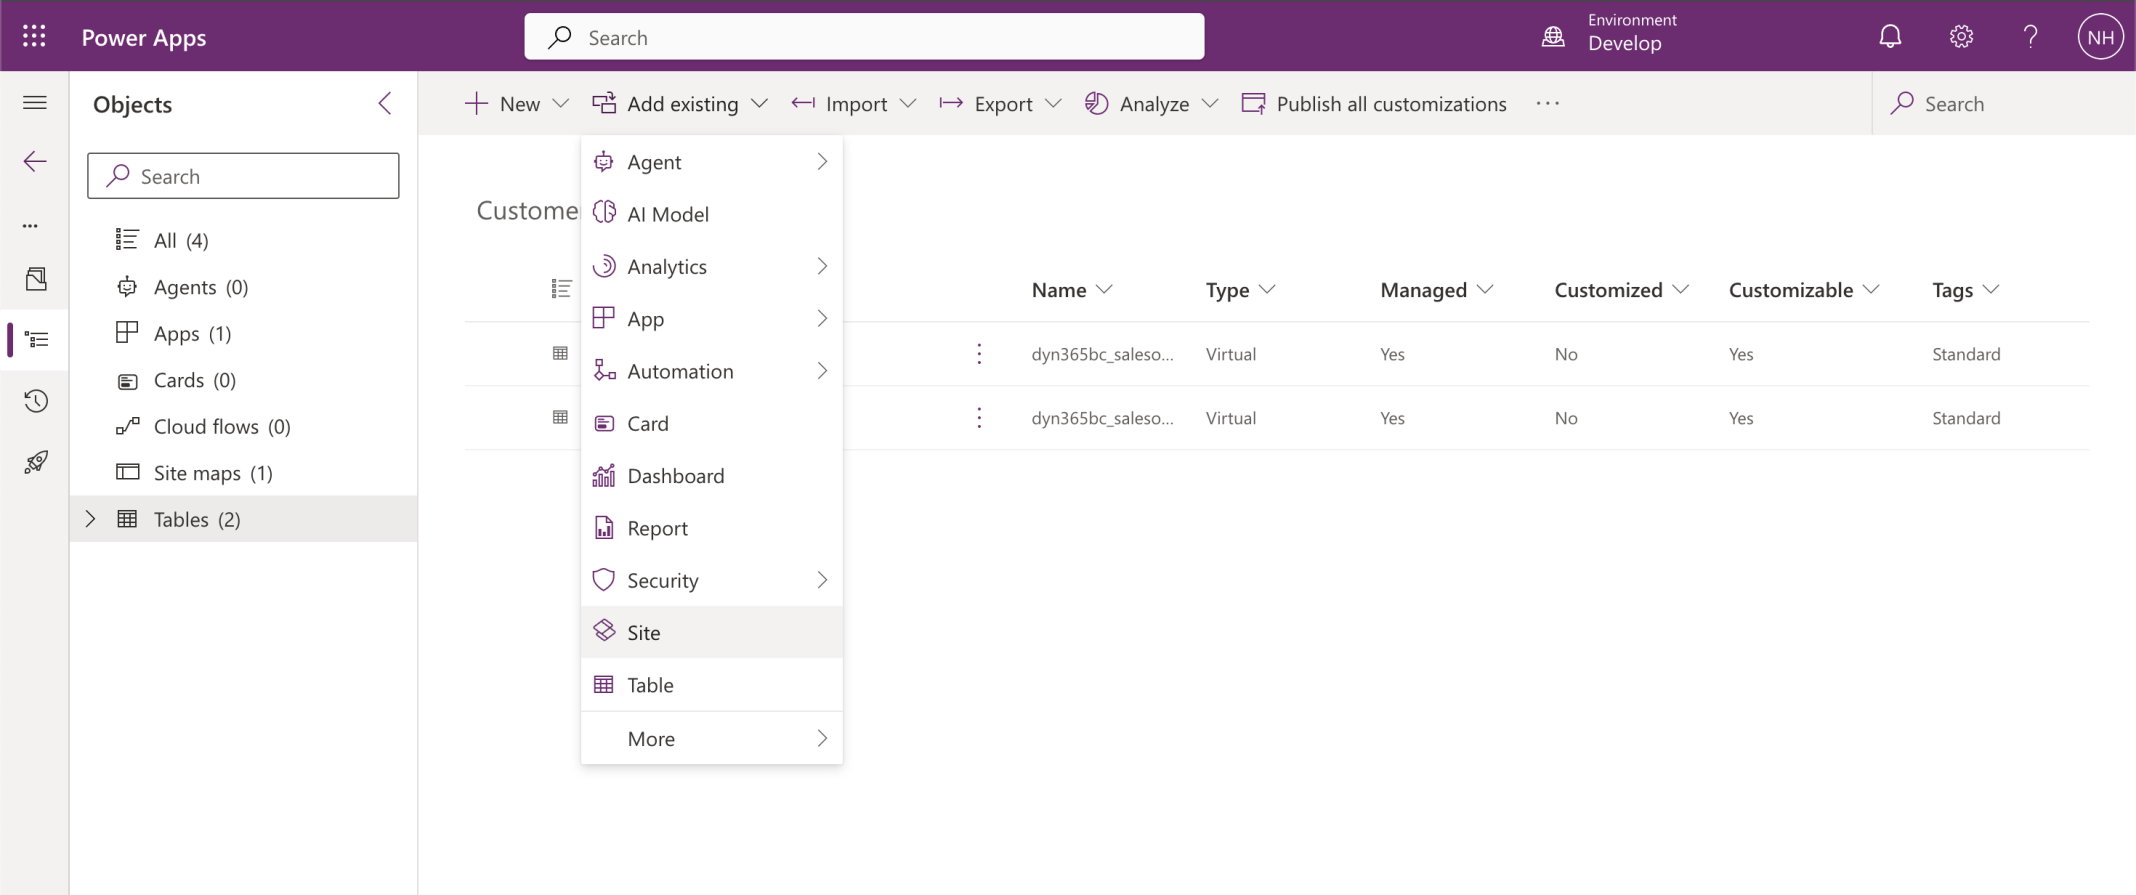 Power Apps
Search
Environment
Develop
NH
Objects
New
Add existing
Import
Export
Analyze
Publish all customizations
Search
Search
All (4)
Agents (0)
Apps (1)
Cards (0)
Cloud flows (0)
Site maps (1)
Tables (2)
Agent
AI Model
Analytics
App
Automation
Card
Dashboard
Report
Security
Site
Table
More
Custome
Name Type Managed Customized Customizable Tags
dyn365bc_saleso... Virtual Yes No Yes Standard
dyn365bc_saleso... Virtual Yes No Yes Standard